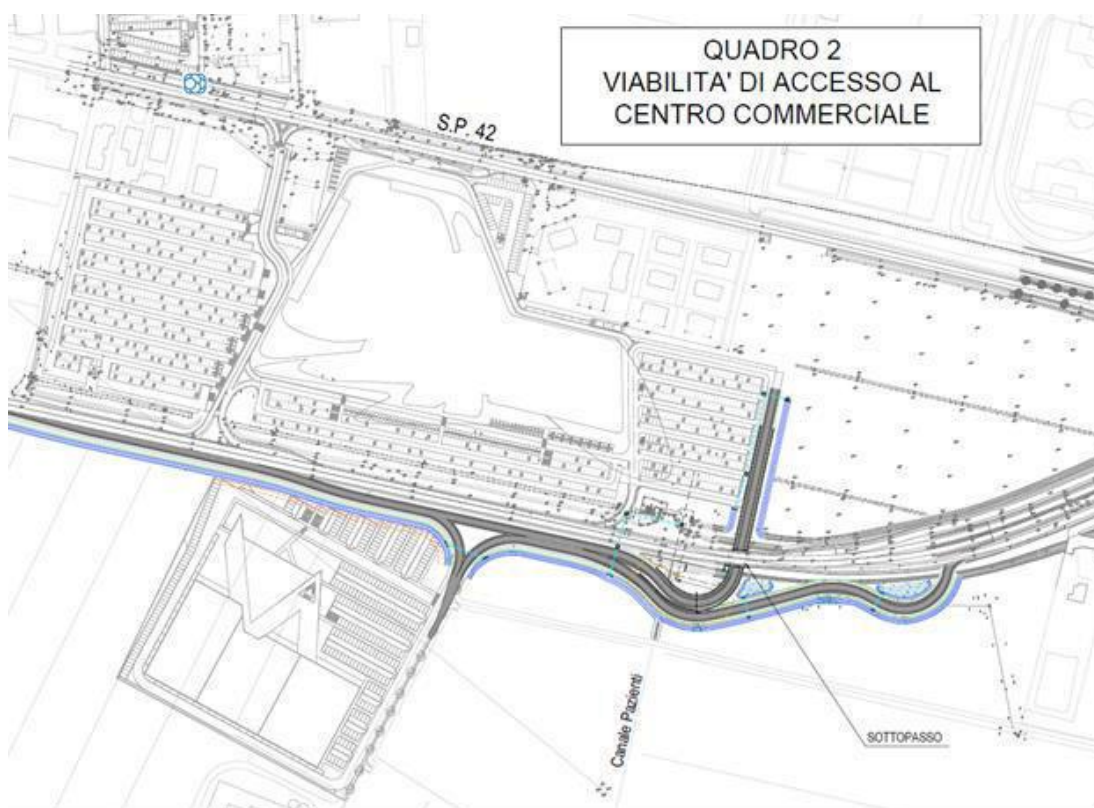 QUADRO 2
VIABILITA' DI ACCESSO AL
CENTRO COMMERCIALE
S.P. 42
Canale Pazienti
SOTTOPASSO